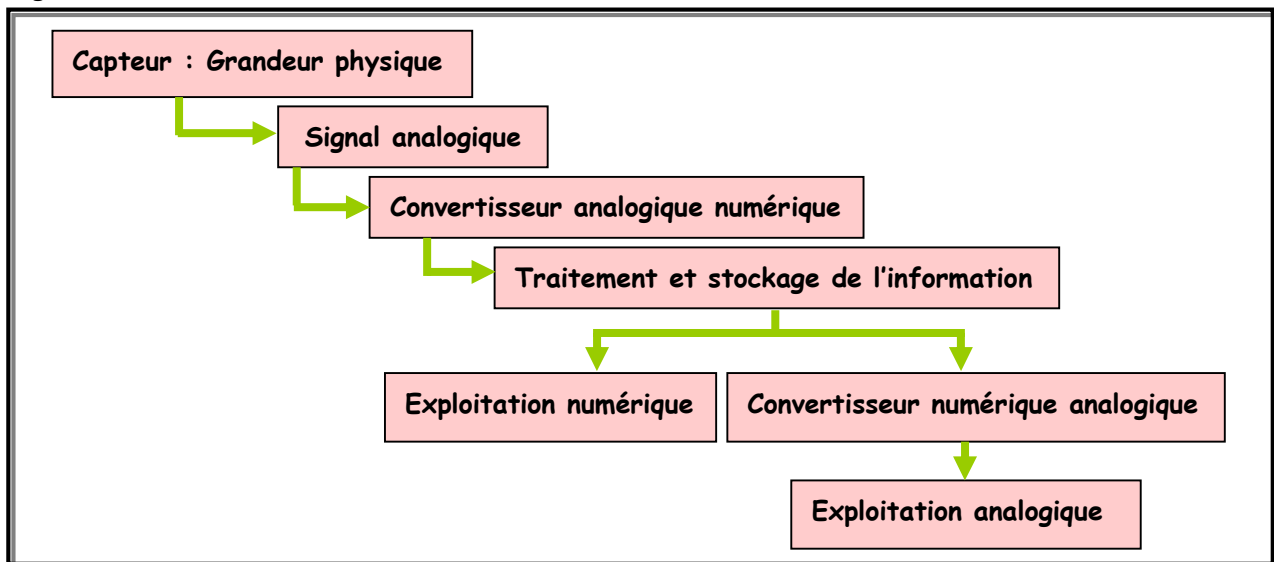 Capteur : Grandeur physique
Signal analogique
Convertisseur analogique numérique
Traitement et stockage de l'information
Exploitation numérique
Convertisseur numérique analogique
Exploitation analogique